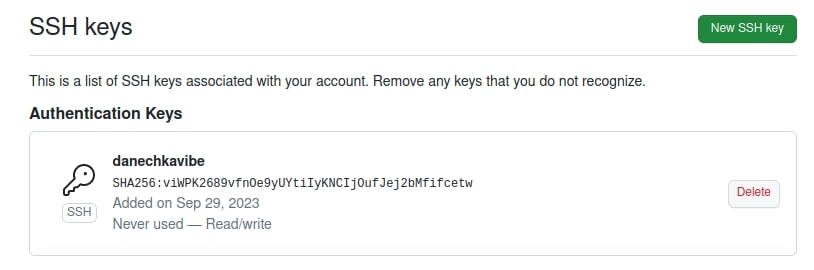 SSH keys
New SSH key
This is a list of SSH keys associated with your account. Remove any keys that you do not recognize.
Authentication Keys
danechkavibe
SHA256:viWPK2689vfnOe9yUYtiIyKNCIjOufJej2bMfifcetw
SSH
Added on Sep 29, 2023
Never used — Read/write
Delete